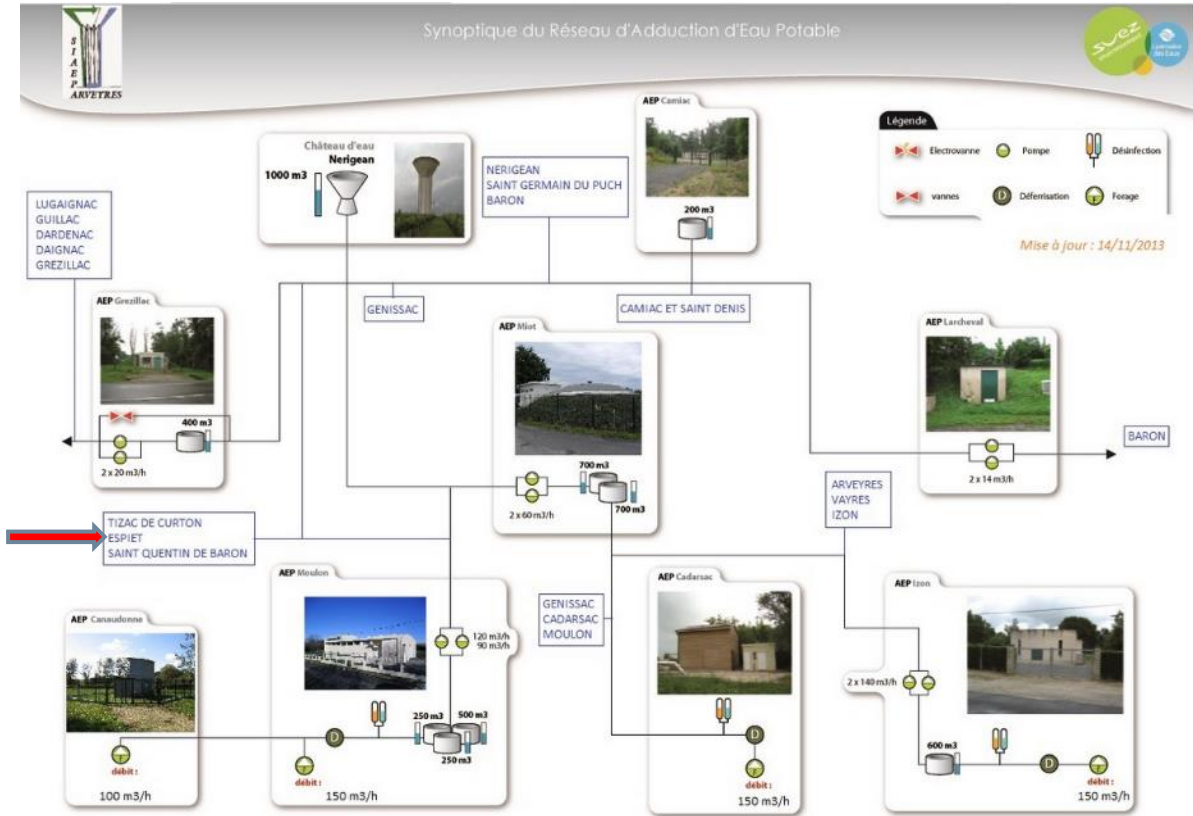 SIAEP
ARVEYRES
Synoptique du Réseau d'Adduction d'Eau Potable
suez
environnement
Lyonnaise
des Eaux
Légende
Electrovanne
Pompe
Désinfection
vannes
Déferrisation
Forage
D
Mise à jour : 14/11/2013
AEP Camiac
200 m3
Château d'eau
Nerigean
1000 m3
NERIGEAN
SAINT GERMAIN DU PUCH
BARON
LUGAIGNAC
GUILLAC
DARDENAC
DAIGNAC
GREZILLAC
GENISSAC
CAMIAC ET SAINT DENIS
AEP Grezillac
400 m3
2 x 20 m3/h
AEP Miot
700 m3
700 m3
2 x 60 m3/h
AEP Larcheval
2 x 14 m3/h
BARON
ARVEYRES
VAYRES
IZON
TIZAC DE CURTON
ESPIET
SAINT QUENTIN DE BARON
AEP Canaudonne
débit :
100 m3/h
AEP Moulon
120 m3/h
90 m3/h
250 m3
500 m3
250 m3
D
débit :
150 m3/h
GENISSAC
CADARSAC
MOULON
AEP Cadarsac
D
débit :
150 m3/h
AEP Izon
2 x 140 m3/h
600 m3
D
débit :
150 m3/h